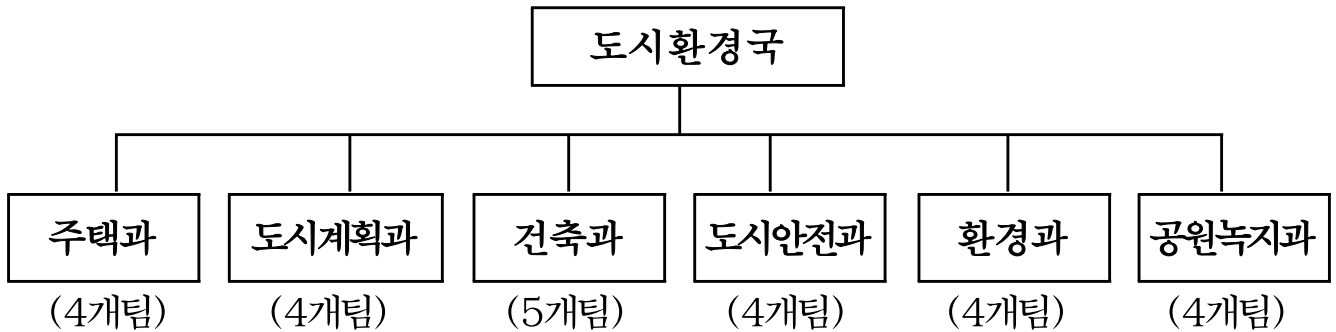 도시환경국
주택과 도시계획과 건축과 도시안전과 환경과 공원녹지과
(4개팀) (4개팀) (5개팀) (4개팀) (4개팀) (4개팀)